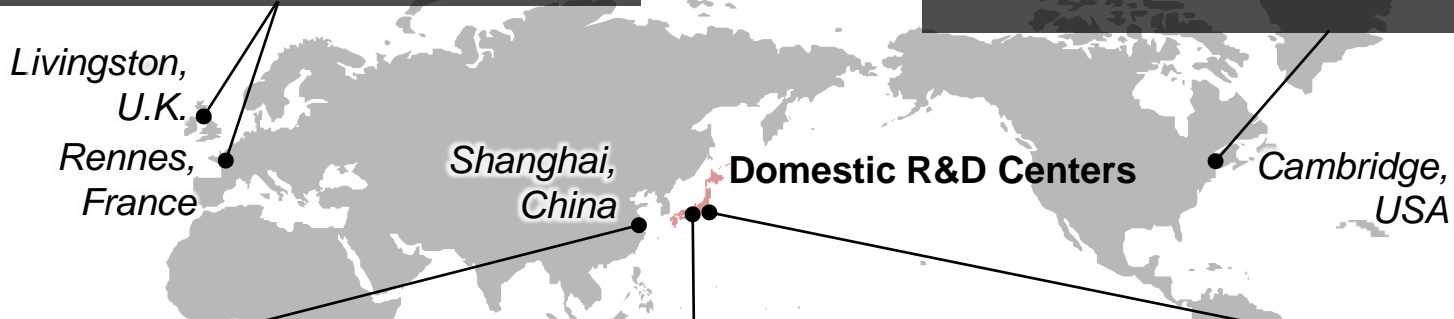 Livingston,
U.K.
Rennes,
France
Shanghai,
China
Domestic R&D Centers
Cambridge,
USA